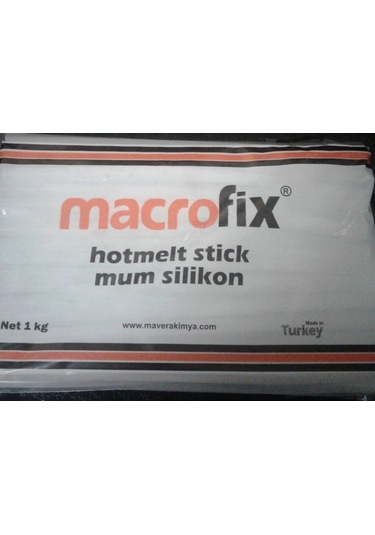 macrofix®
hotmelt stick
mum silikon
Net 1 kg
www.maverakimya.com
Made in
Turkey